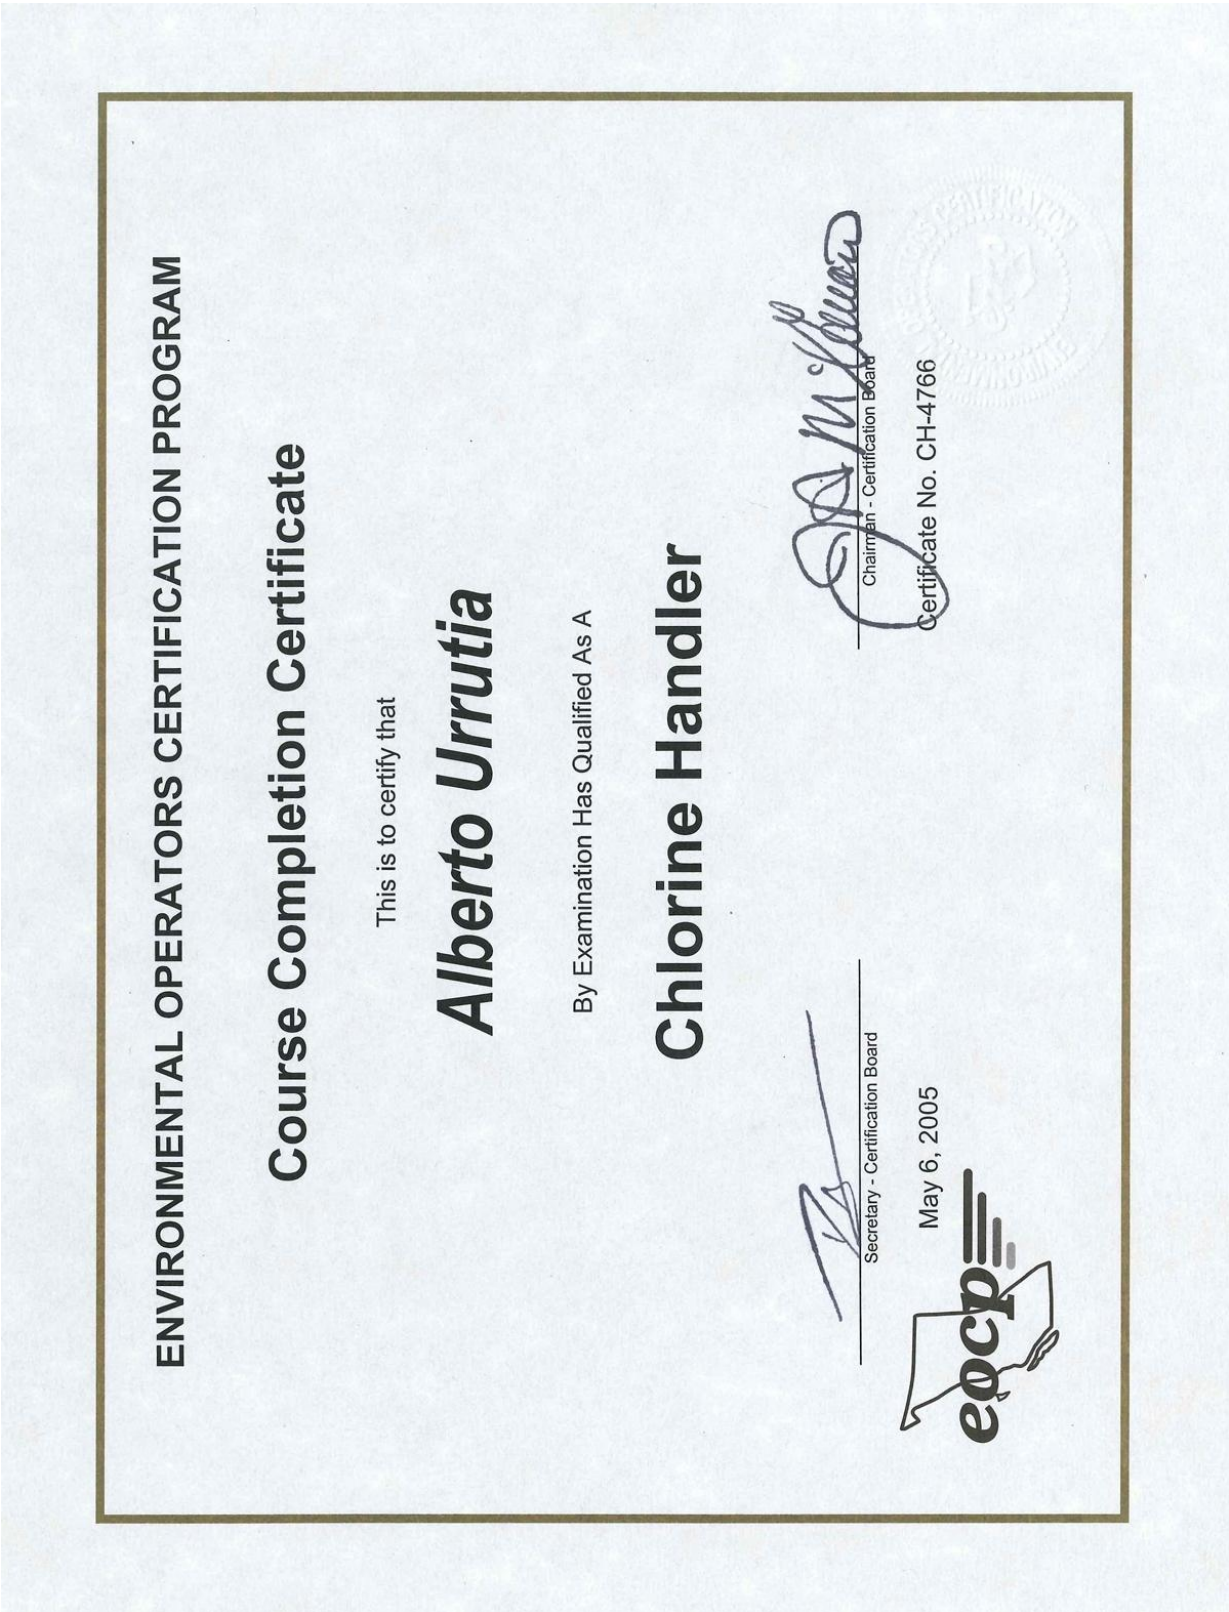 ENVIRONMENTAL OPERATORS CERTIFICATION PROGRAM
Course Completion Certificate
This is to certify that
Alberto Urrutia
By Examination Has Qualified As A
Chlorine Handler
Secretary - Certification Board
Chairman - Certification Board
May 6, 2005
Certificate No. CH-4766
eocp